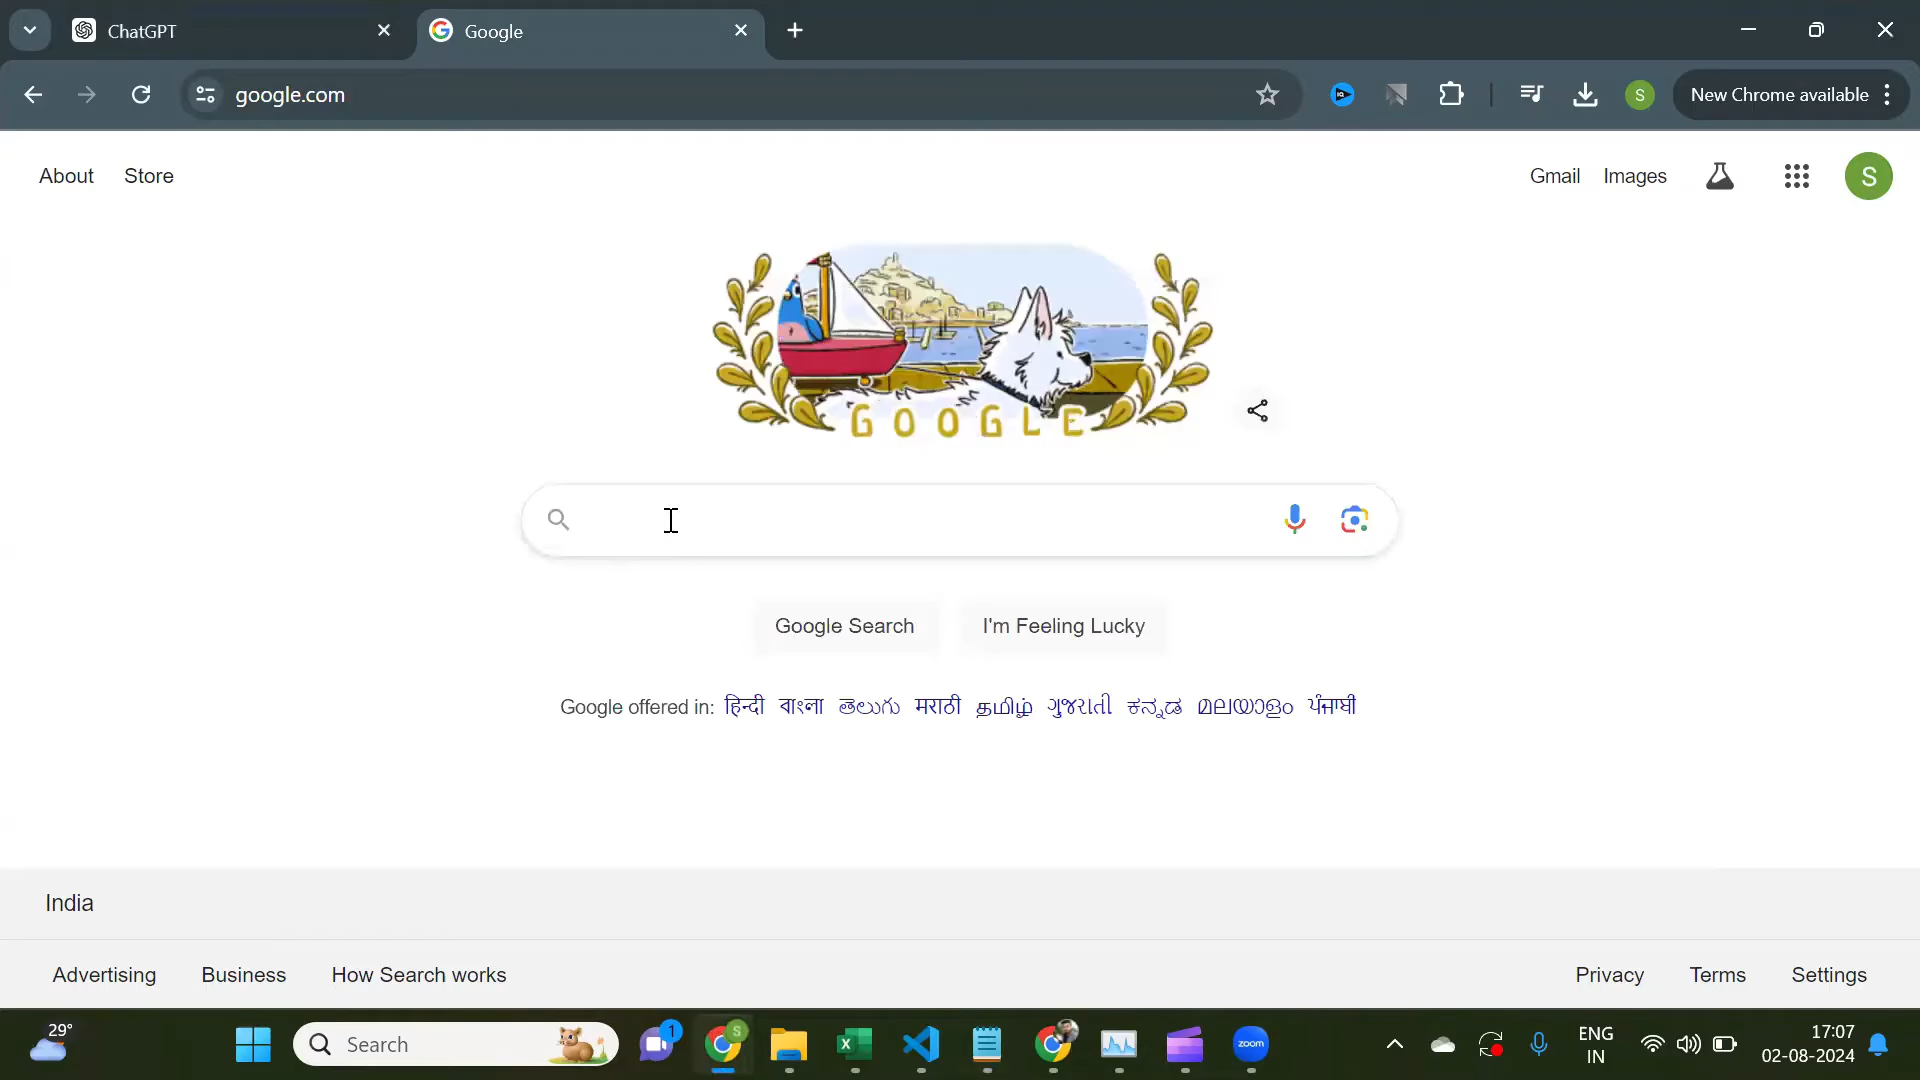 ChatGPT
Google
google.com
New Chrome available
About Store
Gmail Images
S
GOOGLE
Google Search
I'm Feeling Lucky
Google offered in: हिन्दी বাংলা తెలుగు मराठी தமிழ் ગુજરાતી ಕನ್ನಡ മലയാളം ਪੰਜਾਬੀ
India
Advertising Business How Search works
Privacy Terms Settings
29°
Search
1
S
zoom
ENG
IN
17:07
02-08-2024